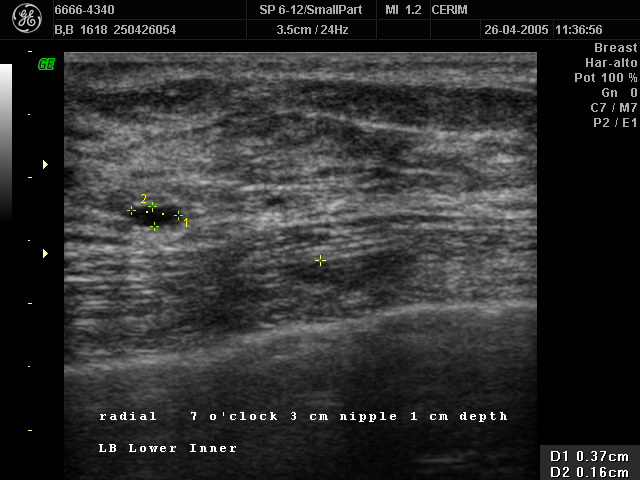 6666-4340 SP 6-12/SmallPart MI 1.2 CERIM
B,B 1618 250426054 3.5cm / 24Hz 26-04-2005 11:36:56
GE
Breast
Har-alto
Pot 100 %
Gn 0
C7 / M7
P2 / E1
2
1
radial 7 o'clock 3 cm nipple 1 cm depth
LB Lower Inner
D1 0.37cm
D2 0.16cm